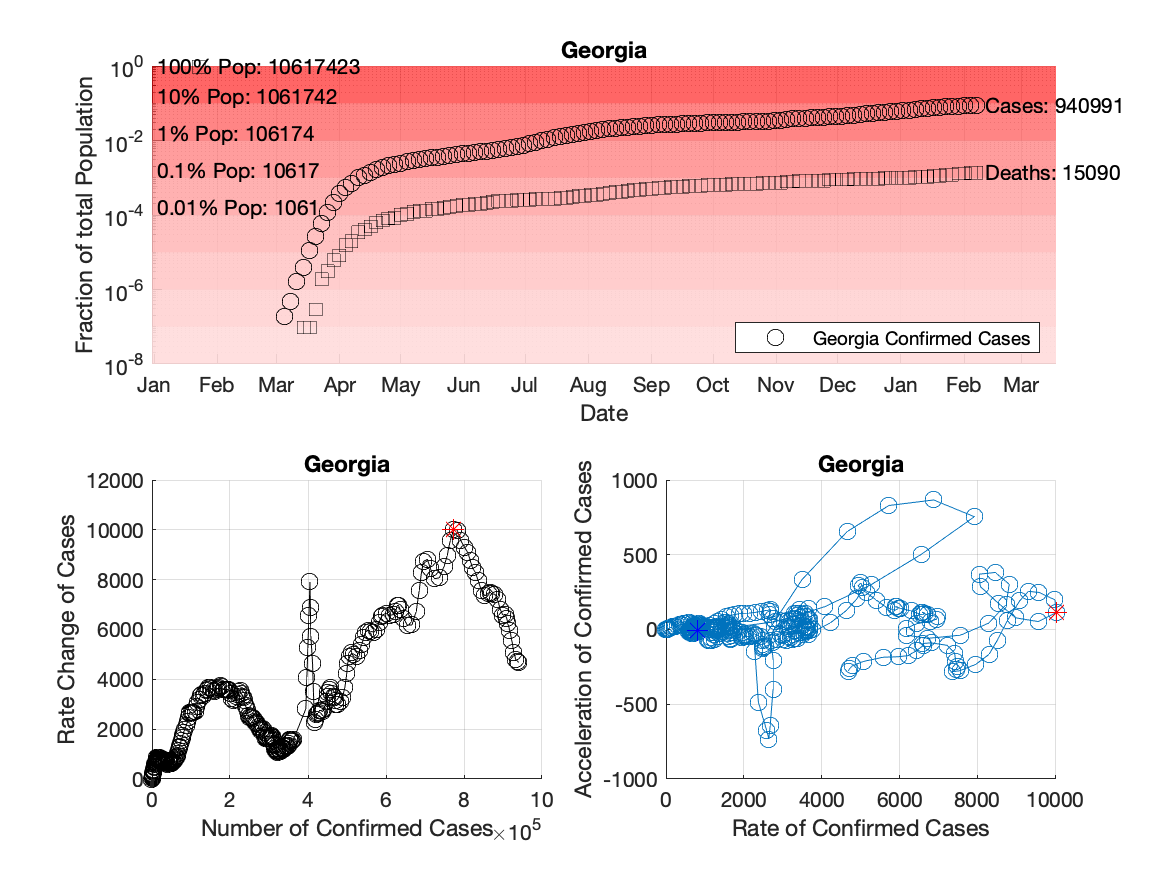 Georgia
10^0
10^-2
10^-4
10^-6
10^-8
Fraction of total Population
100% Pop: 10617423
10% Pop: 1061742
1% Pop: 106174
0.1% Pop: 10617
0.01% Pop: 1061
Cases: 940991
Deaths: 15090
Georgia Confirmed Cases
Jan Feb Mar Apr May Jun Jul Aug Sep Oct Nov Dec Jan Feb Mar
Date
Georgia
12000
10000
8000
6000
4000
2000
0
Rate Change of Cases
0 2 4 6 8 10
Number of Confirmed Cases ×10^5
Georgia
1000
500
0
-500
-1000
Acceleration of Confirmed Cases
0 2000 4000 6000 8000 10000
Rate of Confirmed Cases